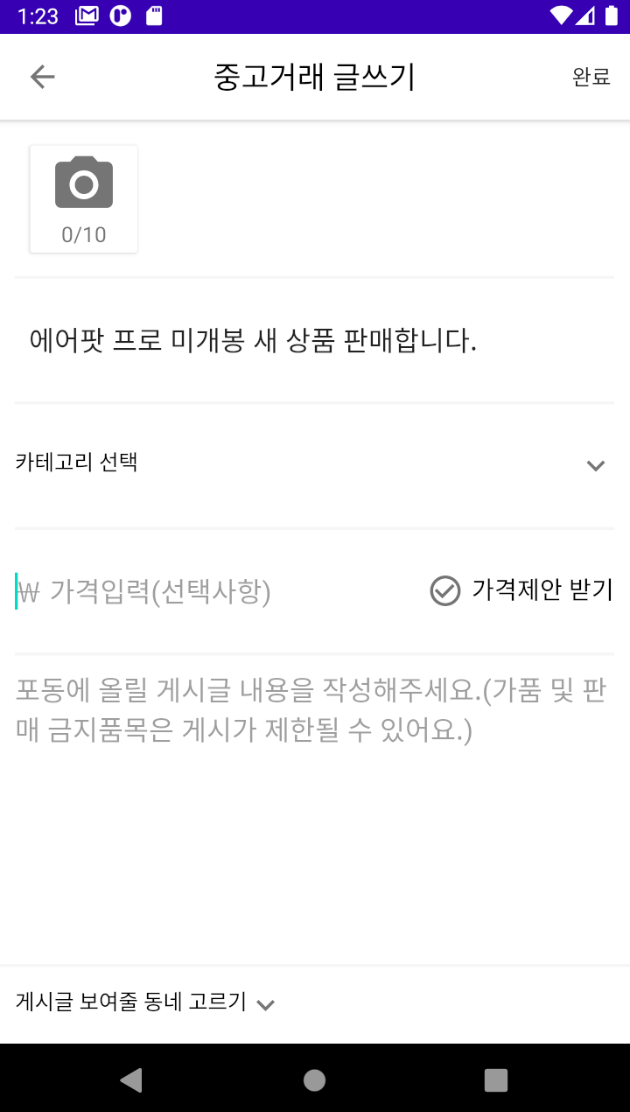 1:23
중고거래 글쓰기
완료
0/10
에어팟 프로 미개봉 새 상품 판매합니다.
카테고리 선택
₩ 가격입력(선택사항)
가격제안 받기
포동에 올릴 게시글 내용을 작성해주세요.(가품 및 판
매 금지품목은 게시가 제한될 수 있어요.)
게시글 보여줄 동네 고르기